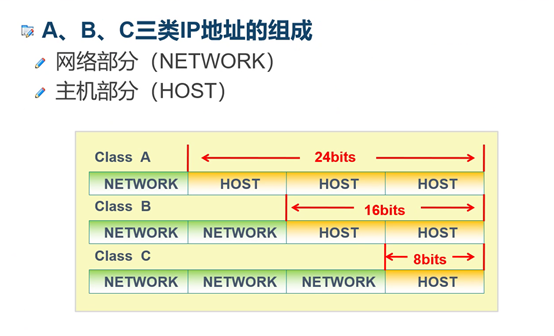 A、B、C三类IP地址的组成
网络部分（NETWORK）
主机部分（HOST）
Class A
24bits
NETWORK HOST HOST HOST
Class B
16bits
NETWORK NETWORK HOST HOST
Class C
8bits
NETWORK NETWORK NETWORK HOST